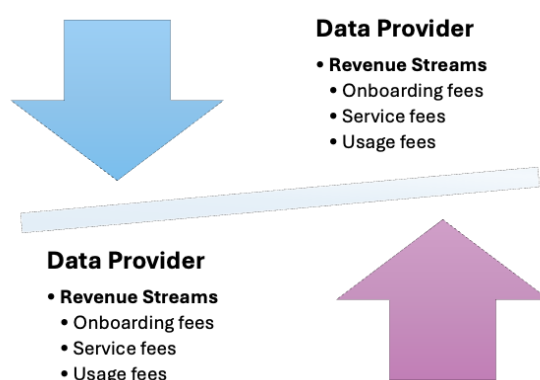 Data Provider
• Revenue Streams
• Onboarding fees
• Service fees
• Usage fees
Data Provider
• Revenue Streams
• Onboarding fees
• Service fees
• Usage fees